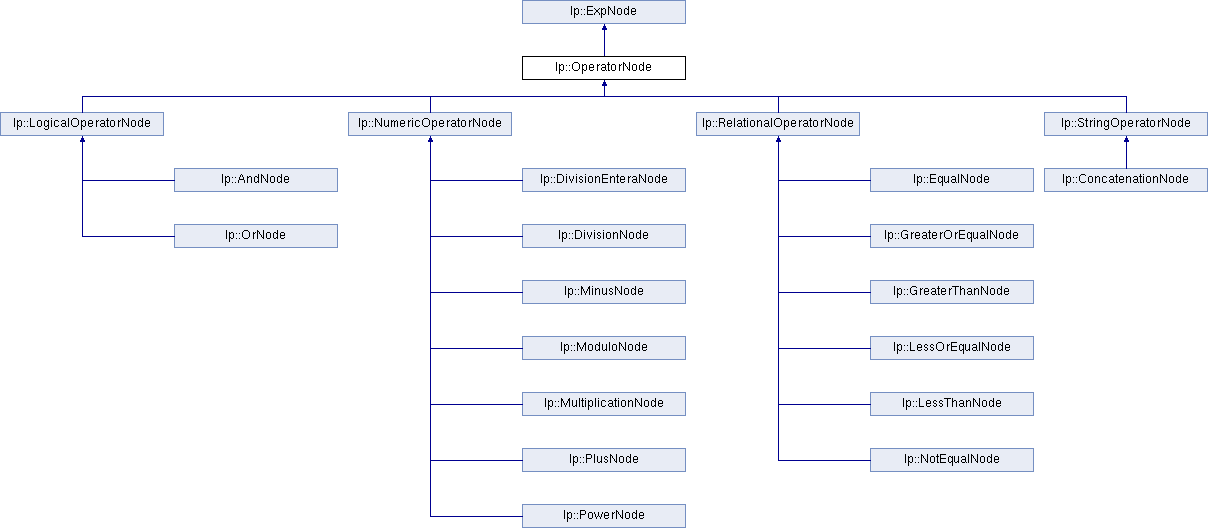 lp::ExpNode
lp::OperatorNode
lp::LogicalOperatorNode
lp::NumericOperatorNode
lp::RelationalOperatorNode
lp::StringOperatorNode
lp::AndNode
lp::DivisionEnteraNode
lp::EqualNode
lp::ConcatenationNode
lp::OrNode
lp::DivisionNode
lp::GreaterOrEqualNode
lp::MinusNode
lp::GreaterThanNode
lp::ModuloNode
lp::LessOrEqualNode
lp::MultiplicationNode
lp::LessThanNode
lp::PlusNode
lp::NotEqualNode
lp::PowerNode